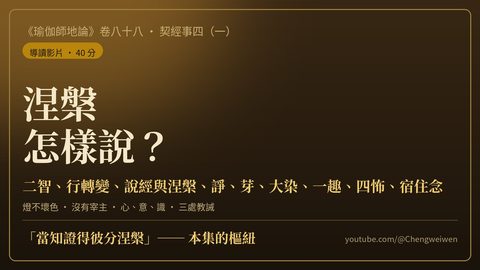 《瑜伽師地論》卷八十八 · 契經事四（一）
導讀影片 · 40 分
涅槃
怎樣說？
二智、行轉變、說經與涅槃、諍、芽、大染、一趣、四怖、宿住念
燈不壞色 · 沒有宰主 · 心、意、識 · 三處教誡
「當知證得彼分涅槃」—— 本集的樞紐
youtube.com/@Chengweiwen